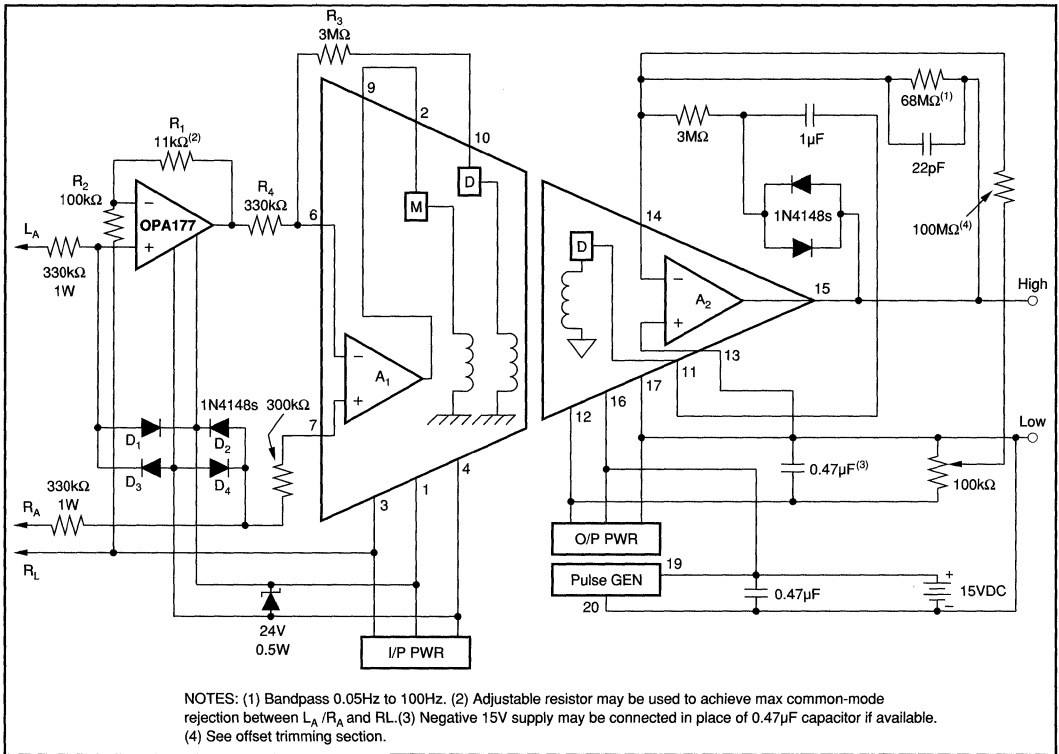 R3
3MΩ
9
2
10
R1
11kΩ(2)
R2
100kΩ
−
OPA177
+
R4
330kΩ
6
LA
330kΩ
1W
M
D
A1
−
+
1N4148s
300kΩ
7
D1
D2
D3
D4
330kΩ
1W
RA
RL
3
1
4
24V
0.5W
I/P PWR
68MΩ(1)
3MΩ
1µF
22pF
14
1N4148s
100MΩ(4)
D
−
A2
+
15
High
13
11
17
16
12
Low
0.47µF(3)
100kΩ
O/P PWR
Pulse GEN
19
20
0.47µF
+
15VDC
−
NOTES: (1) Bandpass 0.05Hz to 100Hz. (2) Adjustable resistor may be used to achieve max common-mode
rejection between LA /RA and RL.(3) Negative 15V supply may be connected in place of 0.47µF capacitor if available.
(4) See offset trimming section.